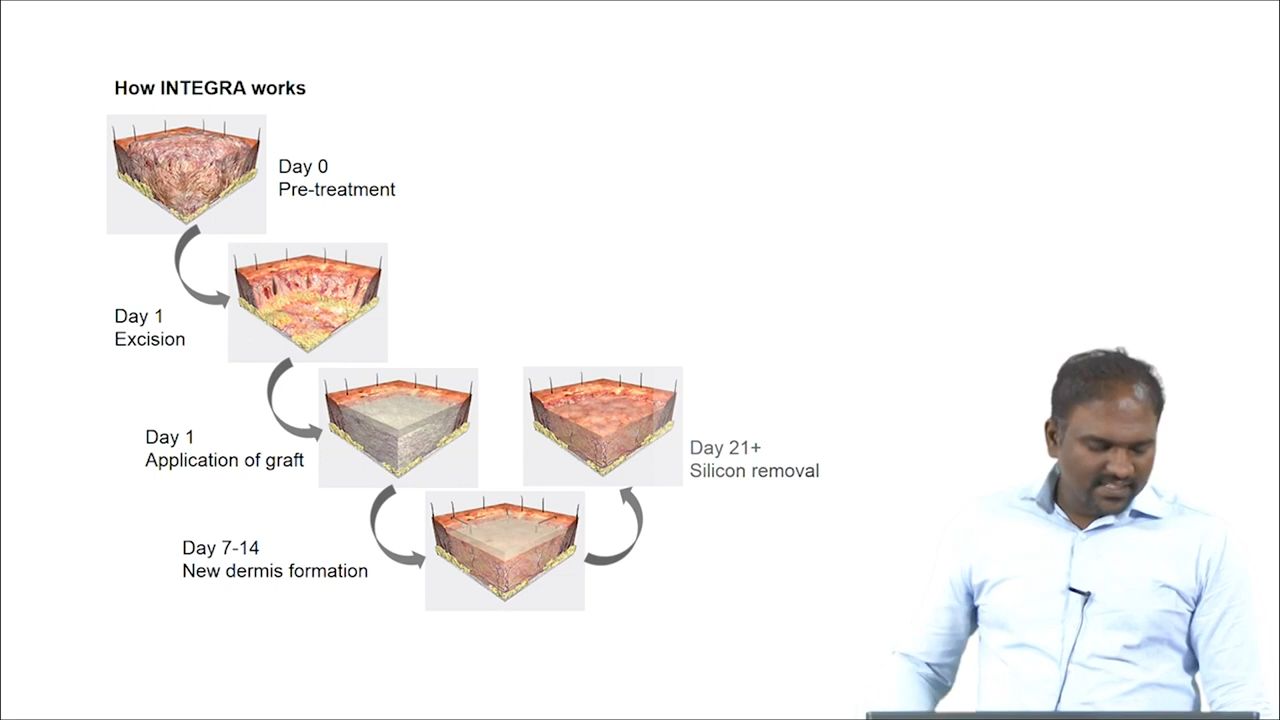 How INTEGRA works
Day 0
Pre-treatment
Day 1
Excision
Day 1
Application of graft
Day 7-14
New dermis formation
Day 21+
Silicon removal